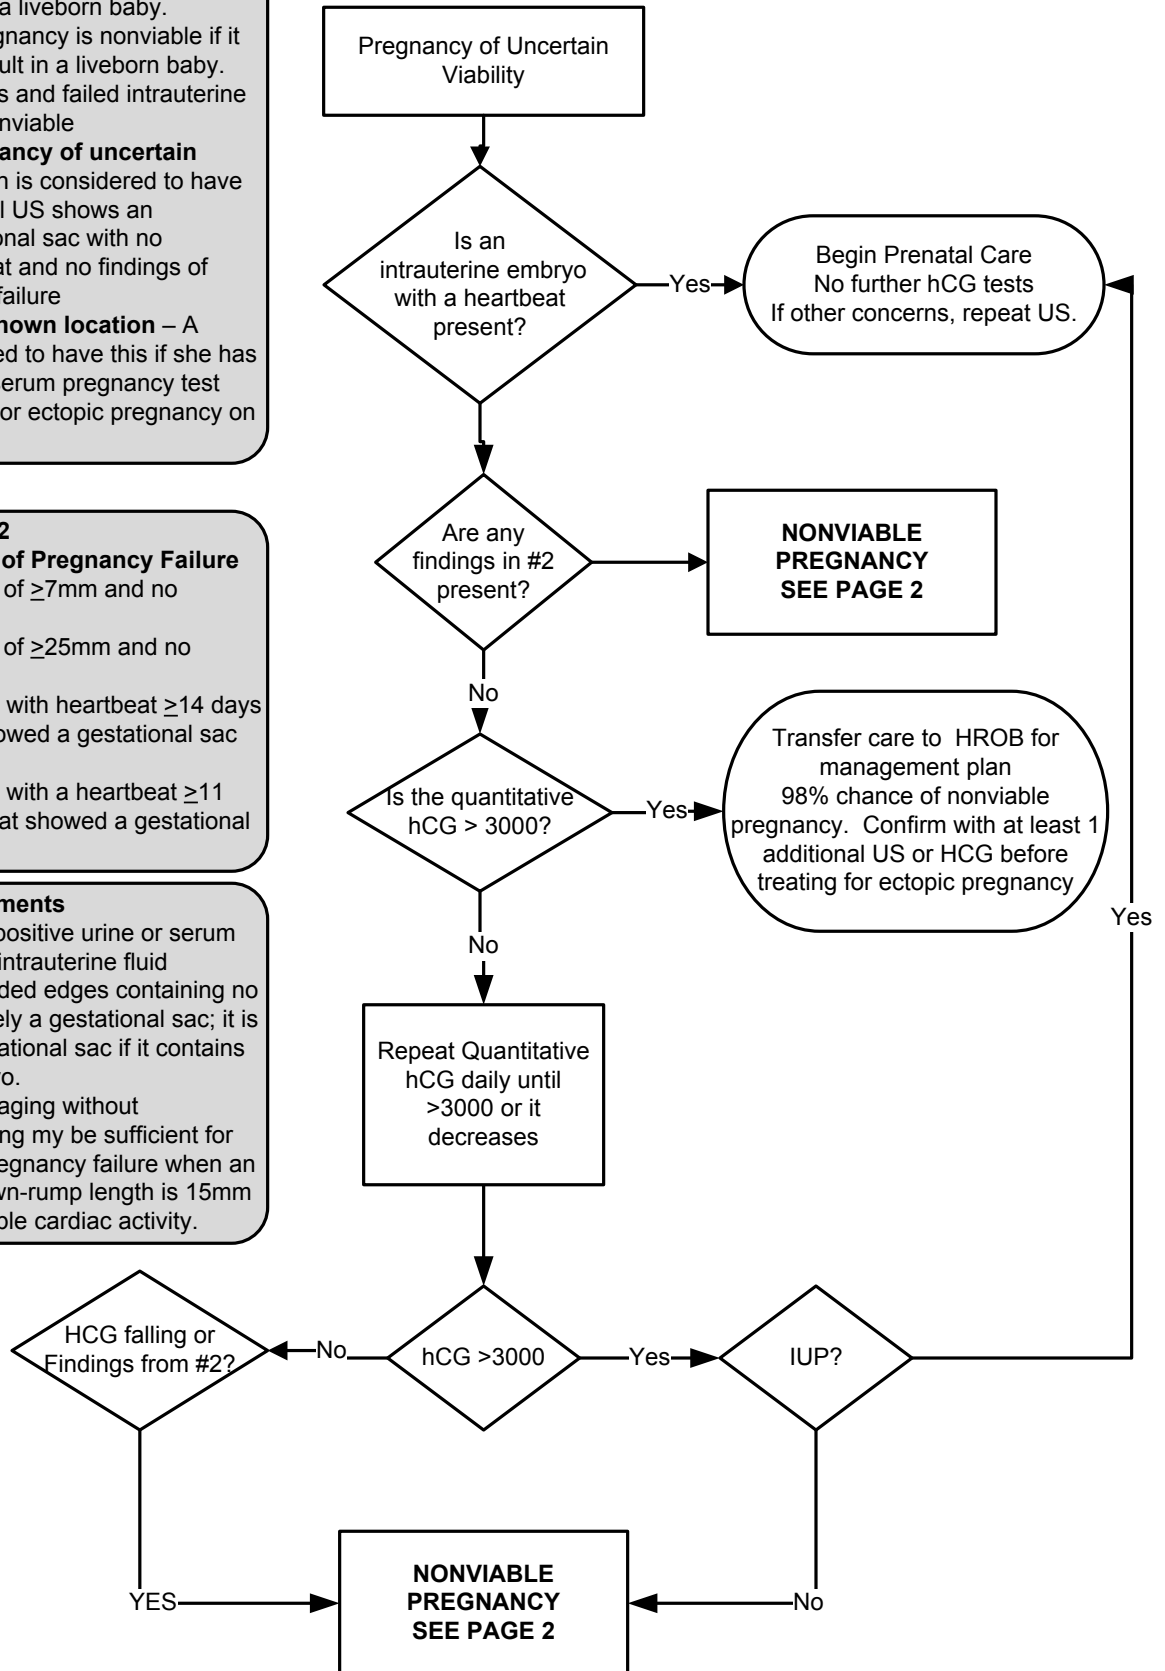 a liveborn baby.
gnancy is nonviable if it
ult in a liveborn baby.
s and failed intrauterine
nviable
ancy of uncertain
n is considered to have
l US shows an
onal sac with no
at and no findings of
failure
nown location – A
ed to have this if she has
serum pregnancy test
or ectopic pregnancy on
2
of Pregnancy Failure
of >7mm and no
of >25mm and no
with heartbeat >14 days
owed a gestational sac
with a heartbeat >11
at showed a gestational
ments
positive urine or serum
intrauterine fluid
ded edges containing no
ely a gestational sac; it is
ational sac if it contains
o.
aging without
ng my be sufficient for
egnancy failure when an
wn-rump length is 15mm
ble cardiac activity.
Pregnancy of Uncertain
Viability
Is an
intrauterine embryo
with a heartbeat
present?
Yes
Begin Prenatal Care
No further hCG tests
If other concerns, repeat US.
Are any
findings in #2
present?
NONVIABLE
PREGNANCY
SEE PAGE 2
No
Is the quantitative
hCG > 3000?
Yes
Transfer care to HROB for
management plan
98% chance of nonviable
pregnancy. Confirm with at least 1
additional US or HCG before
treating for ectopic pregnancy
Yes
No
Repeat Quantitative
hCG daily until
>3000 or it
decreases
HCG falling or
Findings from #2?
No
hCG >3000
Yes
IUP?
YES
NONVIABLE
PREGNANCY
SEE PAGE 2
No